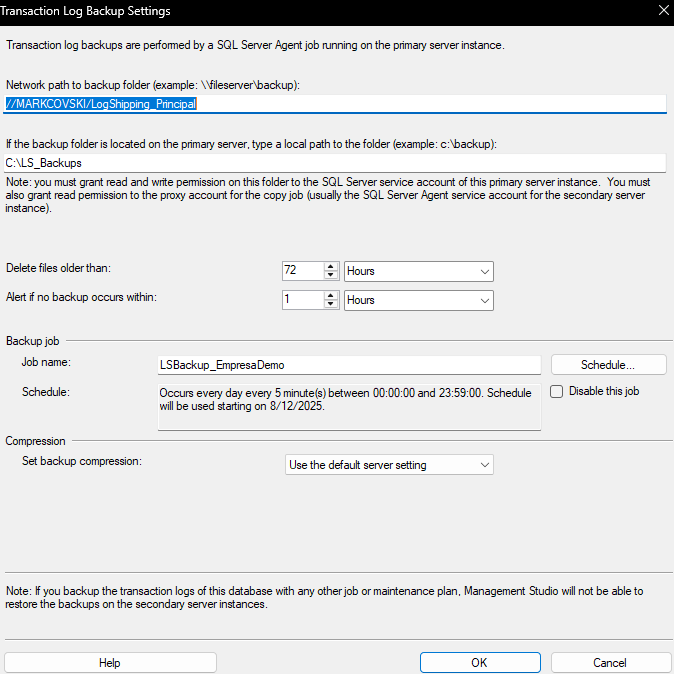 Transaction Log Backup Settings
Transaction log backups are performed by a SQL Server Agent job running on the primary server instance.
Network path to backup folder (example: \\fileserver\backup):
//MARKCOVSKI/LogShipping_Principal
If the backup folder is located on the primary server, type a local path to the folder (example: c:\backup):
C:\LS_Backups
Note: you must grant read and write permission on this folder to the SQL Server service account of this primary server instance. You must
also grant read permission to the proxy account for the copy job (usually the SQL Server Agent service account for the secondary server
instance).
Delete files older than: 72 Hours
Alert if no backup occurs within: 1 Hours
Backup job
Job name: LSBackup_EmpresaDemo Schedule...
Schedule: Occurs every day every 5 minute(s) between 00:00:00 and 23:59:00. Schedule Disable this job
will be used starting on 8/12/2025.
Compression
Set backup compression: Use the default server setting
Note: If you backup the transaction logs of this database with any other job or maintenance plan, Management Studio will not be able to
restore the backups on the secondary server instances.
Help OK Cancel